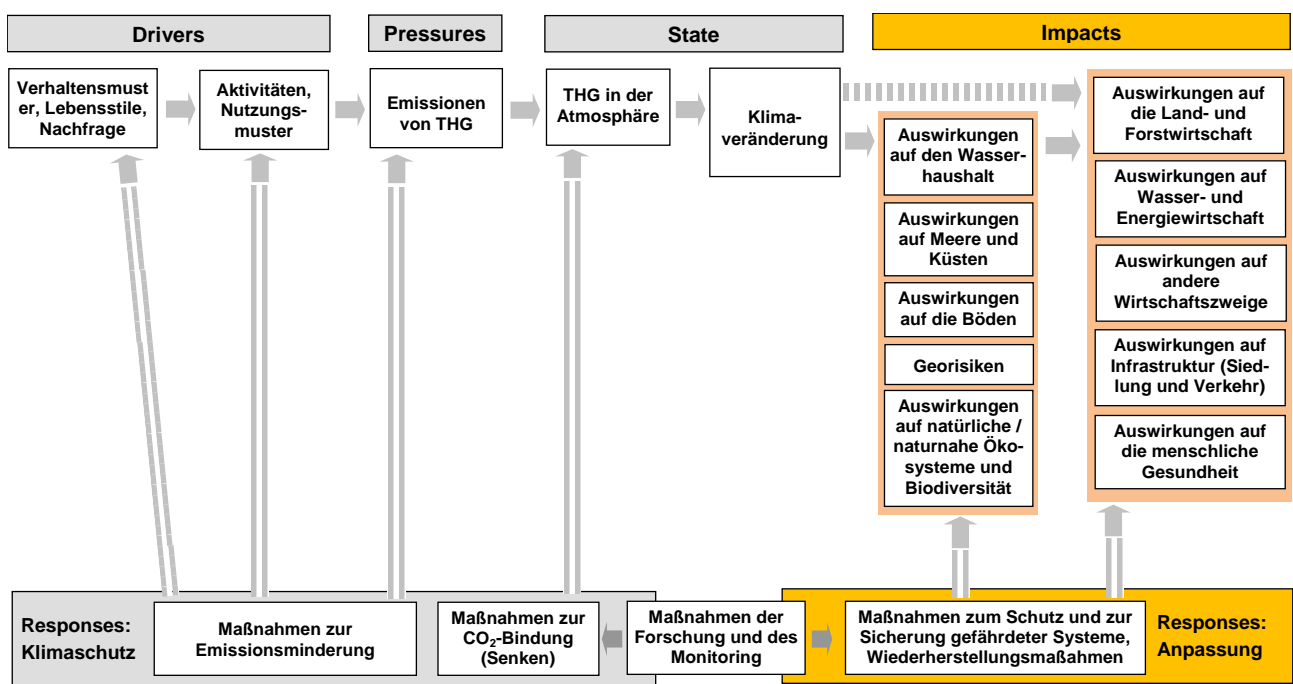 Drivers
Pressures
State
Impacts
Verhaltensmust
er, Lebensstile,
Nachfrage
Aktivitäten,
Nutzungs-
muster
Emissionen
von THG
THG in der
Atmosphäre
Klima-
veränderung
Auswirkungen
auf den Wasser-
haushalt
Auswirkungen
auf Meere und
Küsten
Auswirkungen
auf die Böden
Georisiken
Auswirkungen
auf natürliche /
naturnahe Öko-
systeme und
Biodiversität
Auswirkungen auf
die Land- und
Forstwirtschaft
Auswirkungen auf
Wasser- und
Energiewirtschaft
Auswirkungen auf
andere
Wirtschaftszweige
Auswirkungen auf
Infrastruktur (Sied-
lung und Verkehr)
Auswirkungen auf
die menschliche
Gesundheit
Responses:
Klimaschutz
Maßnahmen zur
Emissionsminderung
Maßnahmen zur
CO₂-Bindung
(Senken)
Maßnahmen der
Forschung und des
Monitoring
Maßnahmen zum Schutz und zur
Sicherung gefährdeter Systeme,
Wiederherstellungsmaßahmen
Responses:
Anpassung